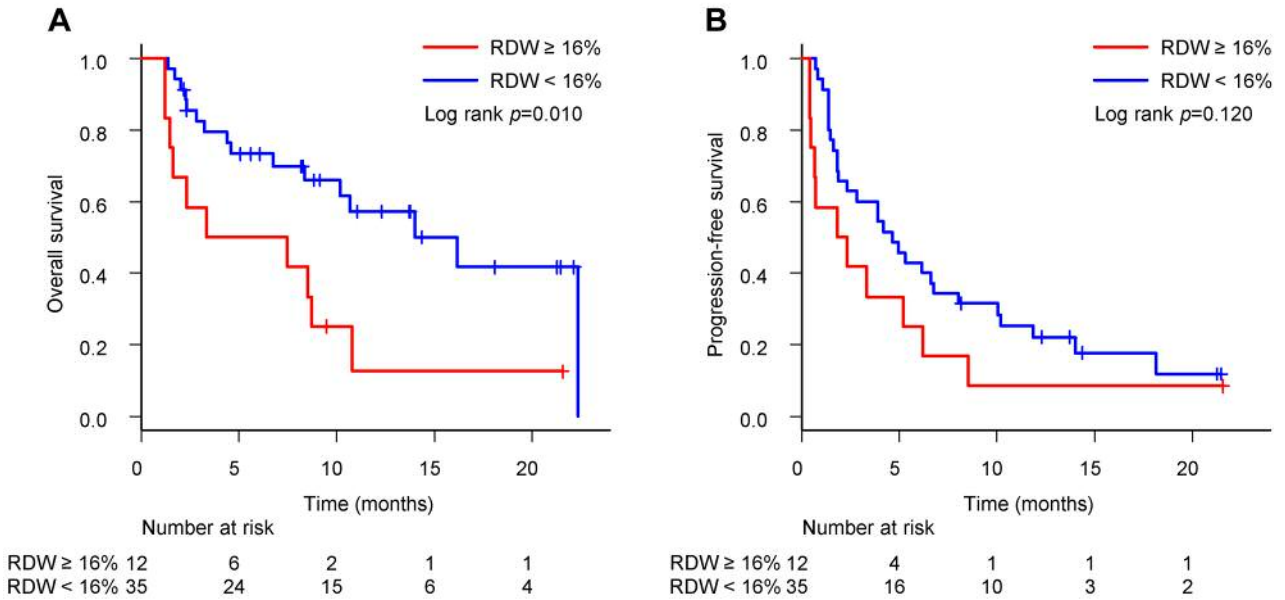 A
RDW ≥ 16%
RDW < 16%
Log rank p=0.010
1.0
0.8
0.6
0.4
0.2
0.0
Overall survival
0 5 10 15 20
Time (months)
Number at risk
RDW ≥ 16% 12 6 2 1 1
RDW < 16% 35 24 15 6 4
B
RDW ≥ 16%
RDW < 16%
Log rank p=0.120
1.0
0.8
0.6
0.4
0.2
0.0
Progression-free survival
0 5 10 15 20
Time (months)
Number at risk
RDW ≥ 16% 12 4 1 1 1
RDW < 16% 35 16 10 3 2